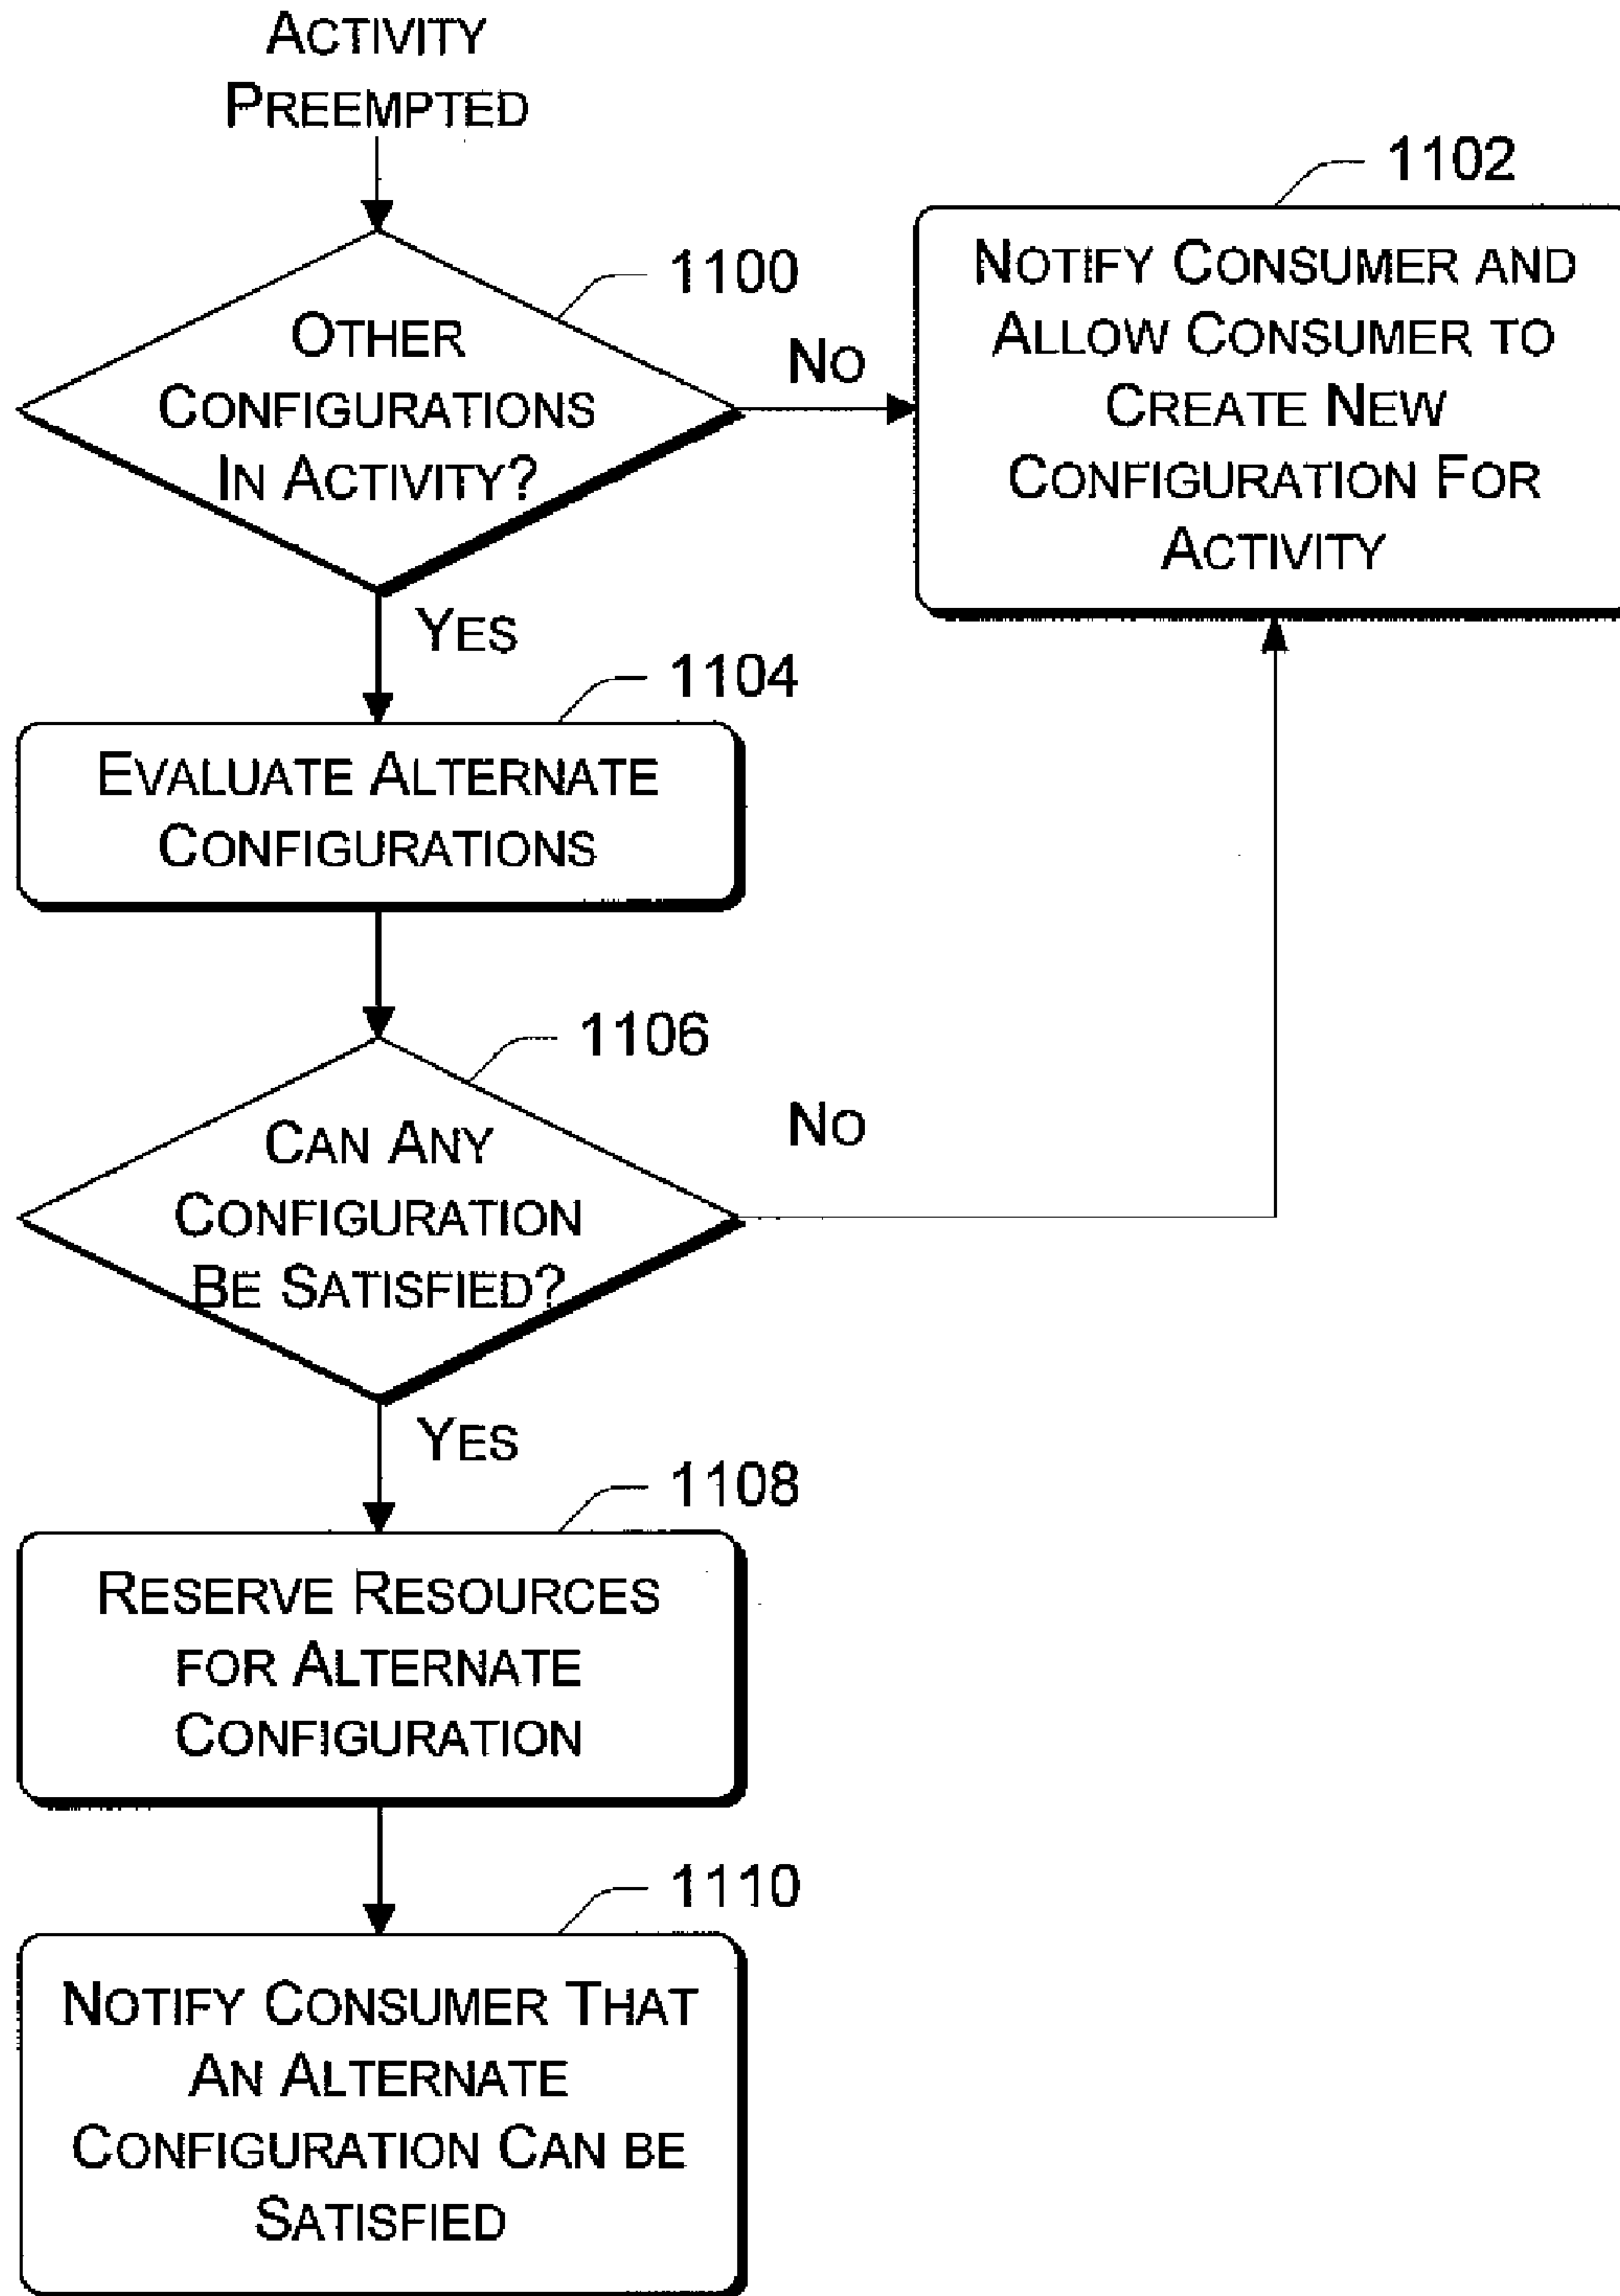 ACTIVITY
PREEMPTED
1100
OTHER
CONFIGURATIONS
IN ACTIVITY?
NO
1102
NOTIFY CONSUMER AND
ALLOW CONSUMER TO
CREATE NEW
CONFIGURATION FOR
ACTIVITY
YES
1104
EVALUATE ALTERNATE
CONFIGURATIONS
1106
CAN ANY
CONFIGURATION
BE SATISFIED?
NO
YES
1108
RESERVE RESOURCES
FOR ALTERNATE
CONFIGURATION
1110
NOTIFY CONSUMER THAT
AN ALTERNATE
CONFIGURATION CAN BE
SATISFIED